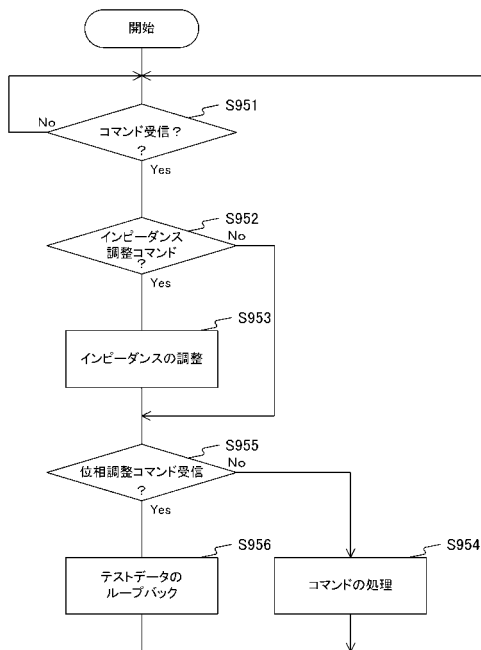 開始
S951
コマンド受信？
？
No
Yes
S952
インピーダンス
調整コマンド
？
No
Yes
S953
インピーダンスの調整
S955
位相調整コマンド受信
？
No
Yes
S956
テストデータの
ループバック
S954
コマンドの処理